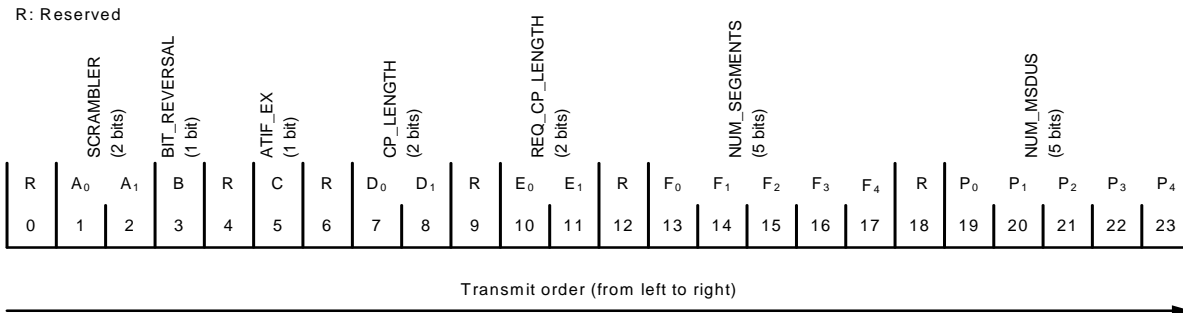 R: Reserved
SCRAMBLER
(2 bits)
BIT_REVERSAL
(1 bit)
ATIF_EX
(1 bit)
CP_LENGTH
(2 bits)
REQ_CP_LENGTH
(2 bits)
NUM_SEGMENTS
(5 bits)
NUM_MSDUS
(5 bits)
R A₀ A₁ B R C R D₀ D₁ R E₀ E₁ R F₀ F₁ F₂ F₃ F₄ R P₀ P₁ P₂ P₃ P₄
0 1 2 3 4 5 6 7 8 9 10 11 12 13 14 15 16 17 18 19 20 21 22 23
Transmit order (from left to right)